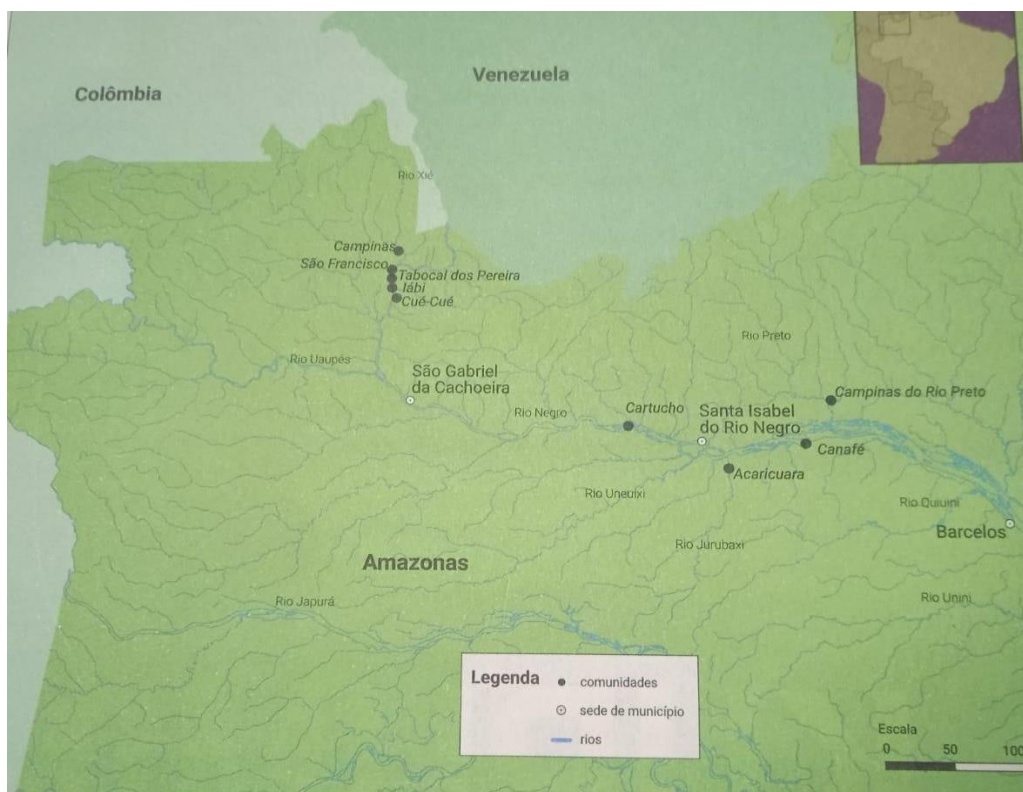 Colômbia
Venezuela
Rio Xié
Campinas
São Francisco
Tabocal dos Pereira
Iábi
Cué-Cué
Rio Preto
Rio Uaupés
São Gabriel
da Cachoeira
Campinas do Rio Preto
Rio Negro
Cartucho
Santa Isabel
do Rio Negro
Canafé
Acaricuara
Rio Uneuixi
Rio Quiuini
Barcelos
Rio Jurubaxi
Amazonas
Rio Japurá
Rio Unini
Legenda
comunidades
sede de município
rios
Escala
0 50 100